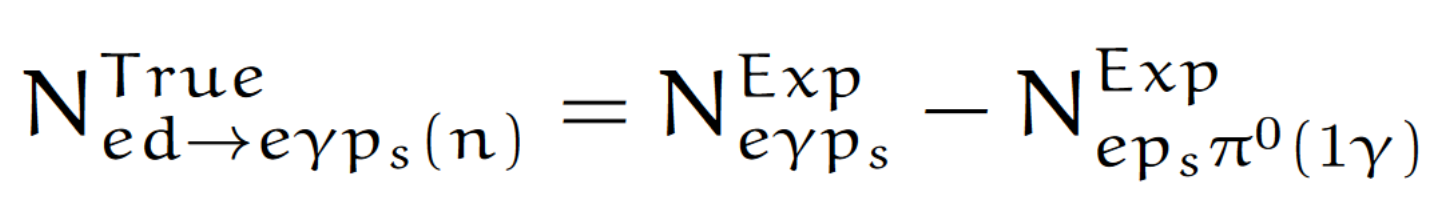 N^{True}_{ed→eγp_s(n)} = N^{Exp}_{eγp_s} − N^{Exp}_{ep_sπ^0(1γ)}